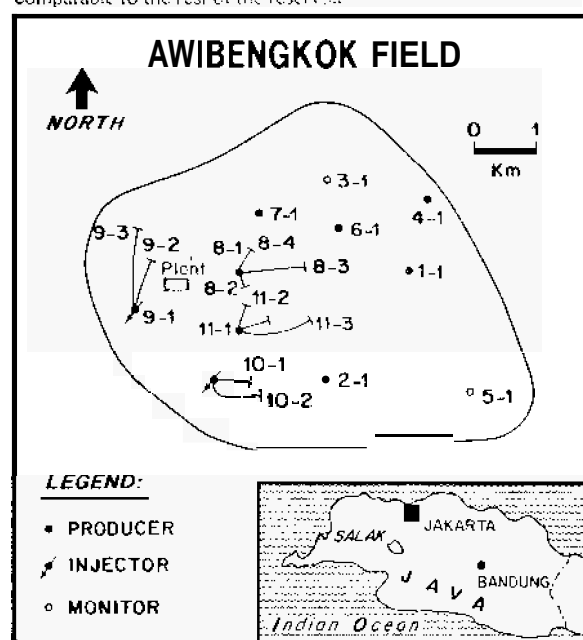 AWIBENGKOK FIELD
NORTH
0 1
Km
3-1
4-1
7-1
6-1
9-3
9-2
8-1
8-4
8-3
1-1
Plant
8-2
11-2
9-1
11-1
11-3
10-1
2-1
10-2
5-1
LEGEND:
PRODUCER
INJECTOR
MONITOR
JAKARTA
SALAK
JAVA
BANDUNG
Indian Ocean